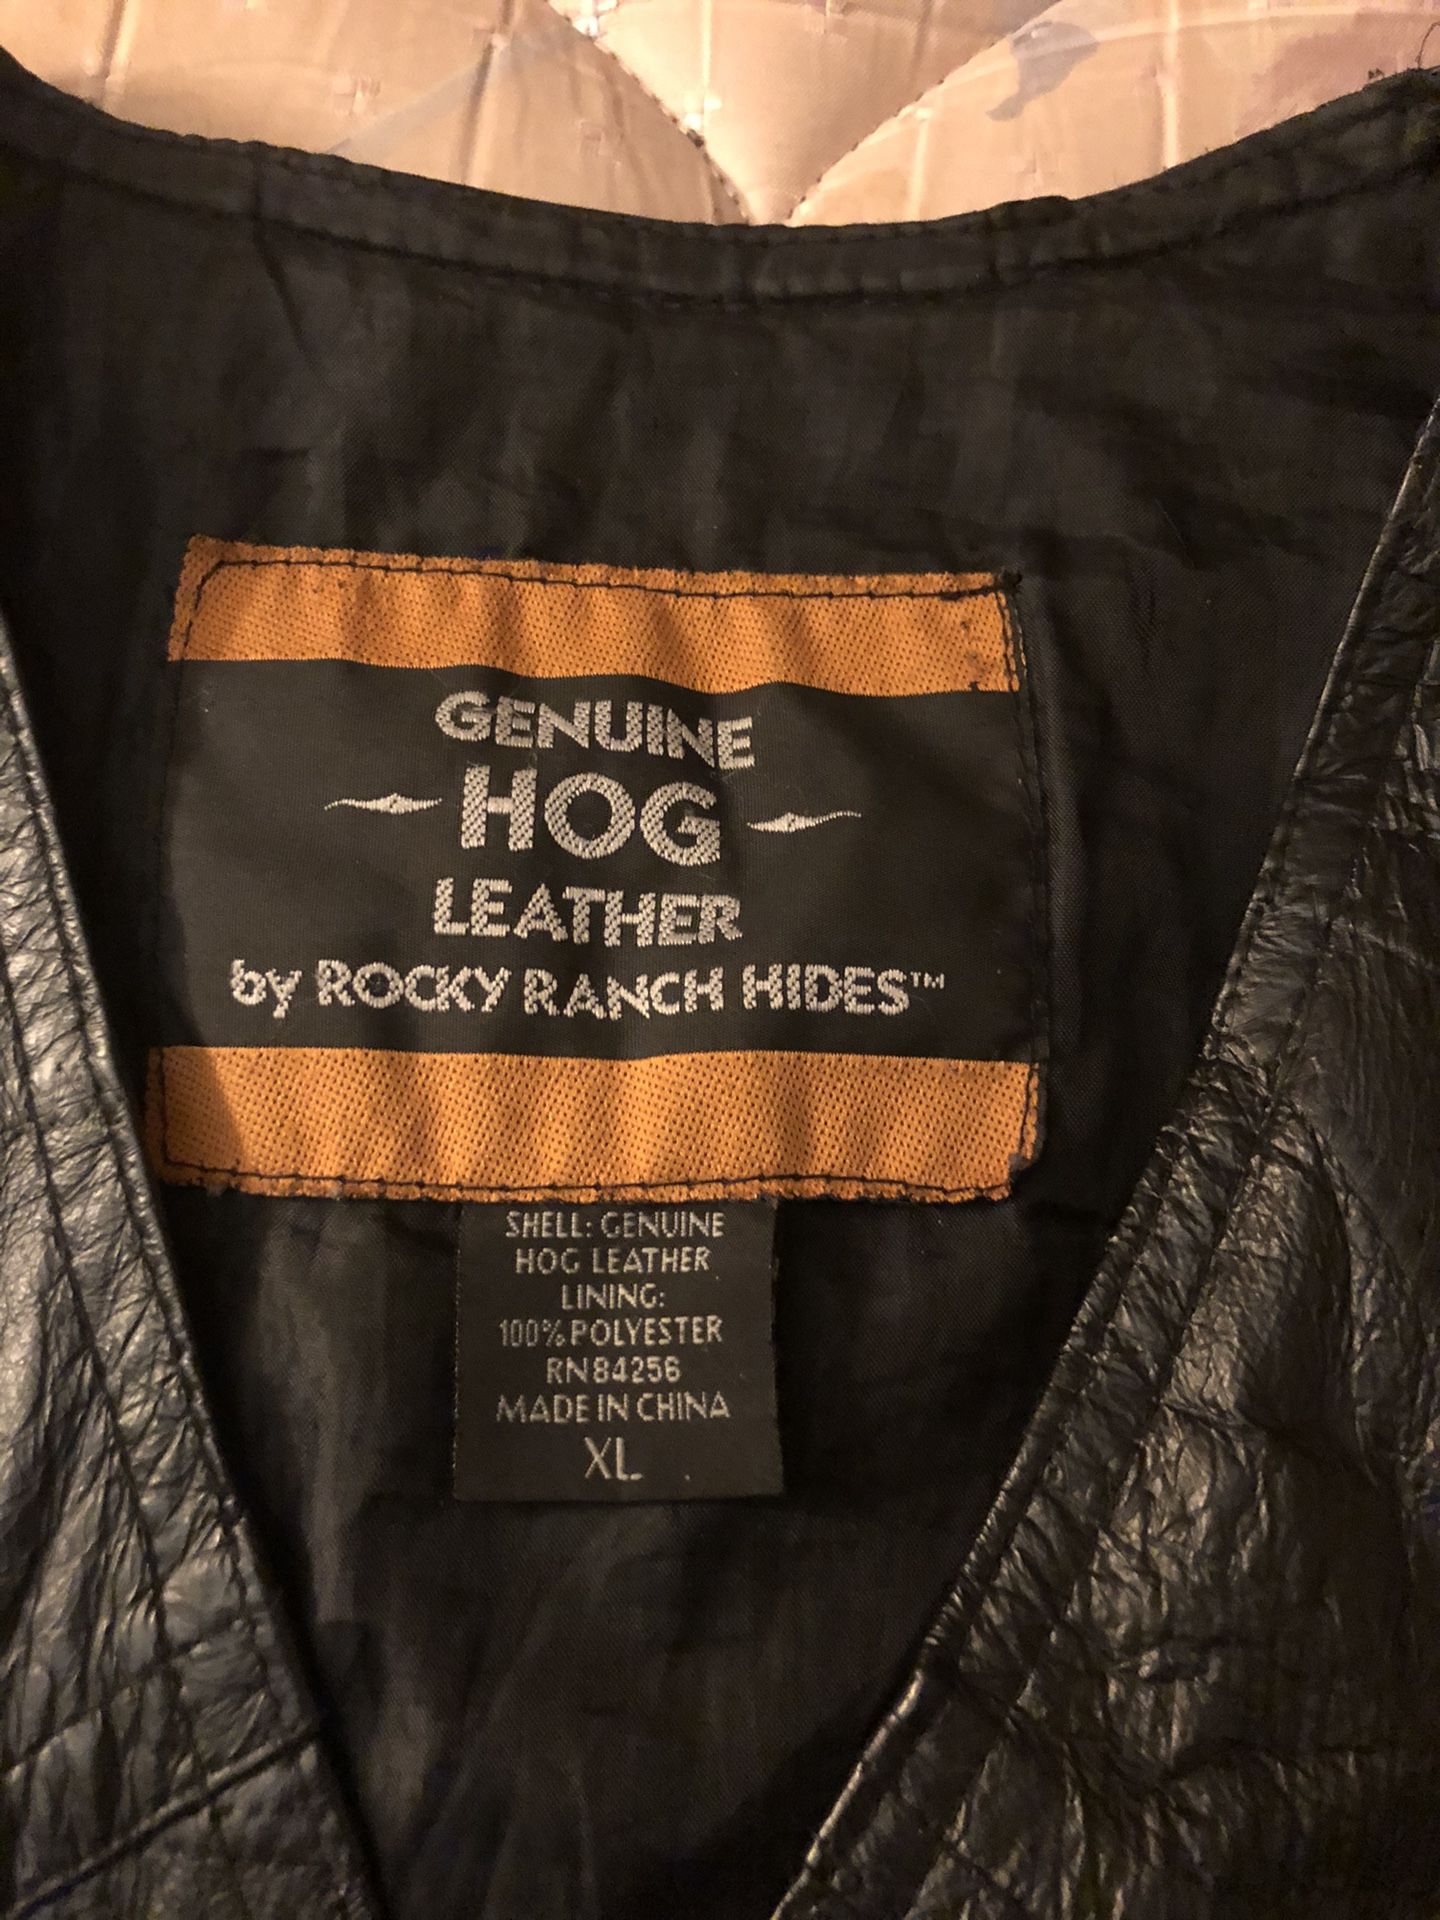 GENUINE
HOG
LEATHER
by ROCKY RANCH HIDES™
SHELL: GENUINE
HOG LEATHER
LINING:
100% POLYESTER
RN84256
MADE IN CHINA
XL